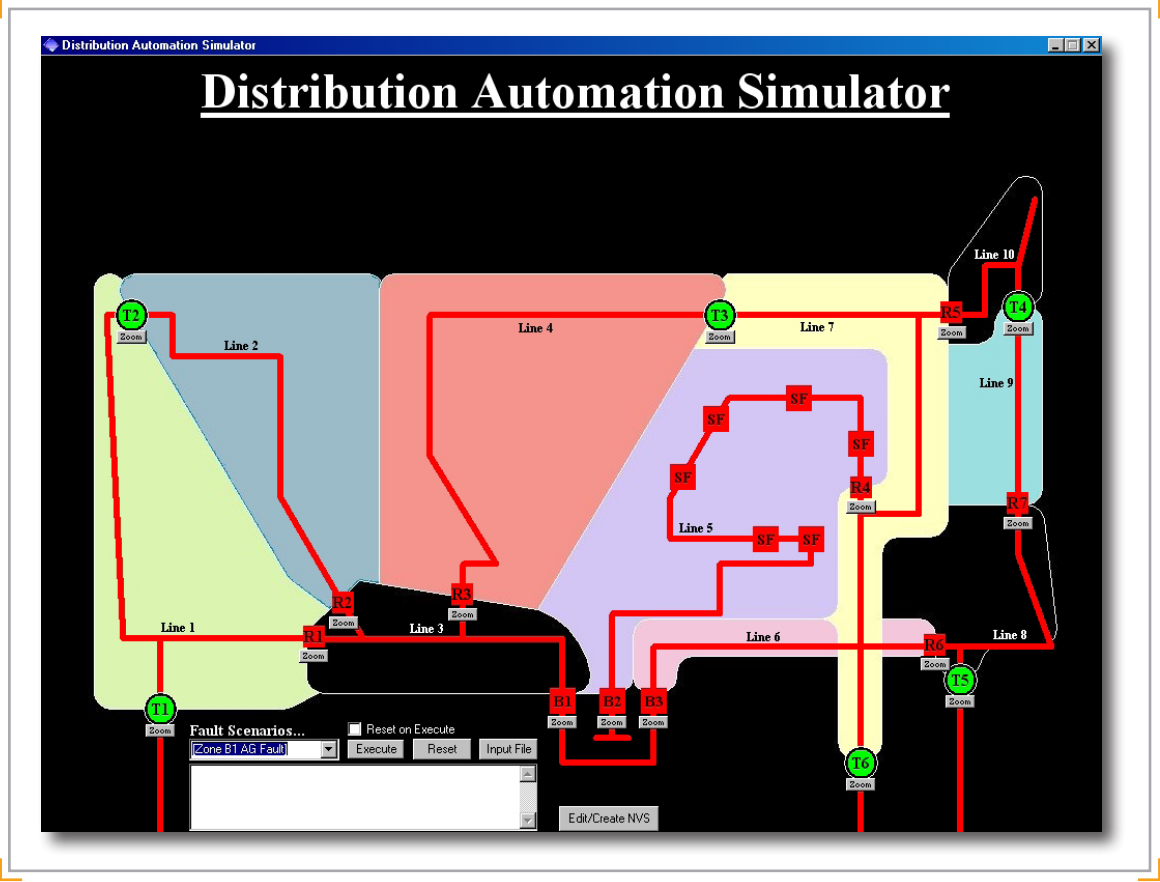 Distribution Automation Simulator
Distribution Automation Simulator
Line 10
T2
Zoom
Line 2
Line 4
T3
Zoom
Line 7
R5
Zoom
T4
Zoom
Line 9
SF
SF
SF
SF
R4
Zoom
R7
Zoom
Line 5
SF
SF
R2
Zoom
R3
Zoom
Line 1
R1
Zoom
Line 3
Line 6
R6
Zoom
Line 8
T5
Zoom
T1
Zoom
B1
Zoom
B2
Zoom
B3
Zoom
T6
Zoom
Fault Scenarios...
Reset on Execute
[Zone B1 AG Fault]
Execute
Reset
Input File
Edit/Create NVS